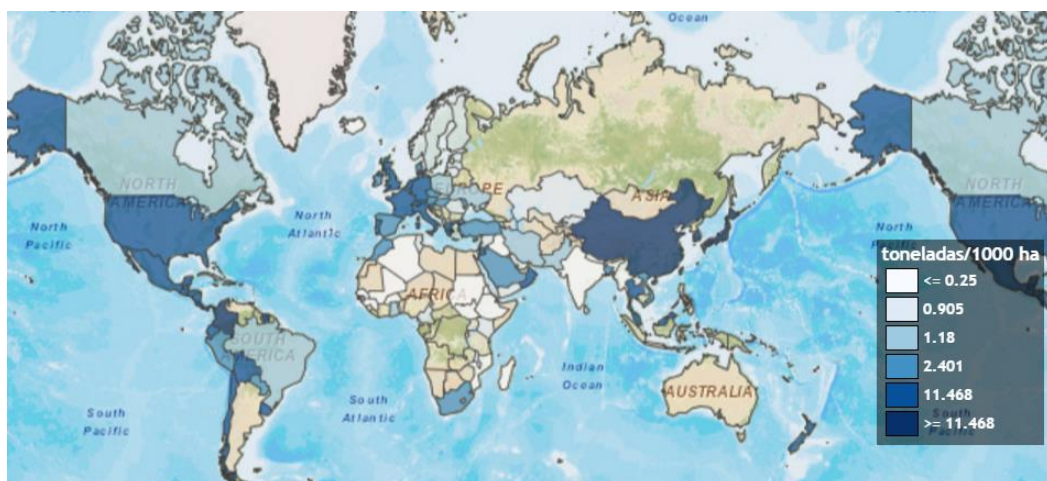 Ocean
NORTH
AMERICA
North
Pacific
North
Atlantic
EUROPE
ASIA
AFRICA
SOUTH
AMERICA
South
Pacific
South
Atlantic
Indian
Ocean
AUSTRALIA
NORTH
AMERICA
North
Pacific
toneladas/1000 ha
<= 0.25
0.905
1.18
2.401
11.468
>= 11.468
South
Pacific